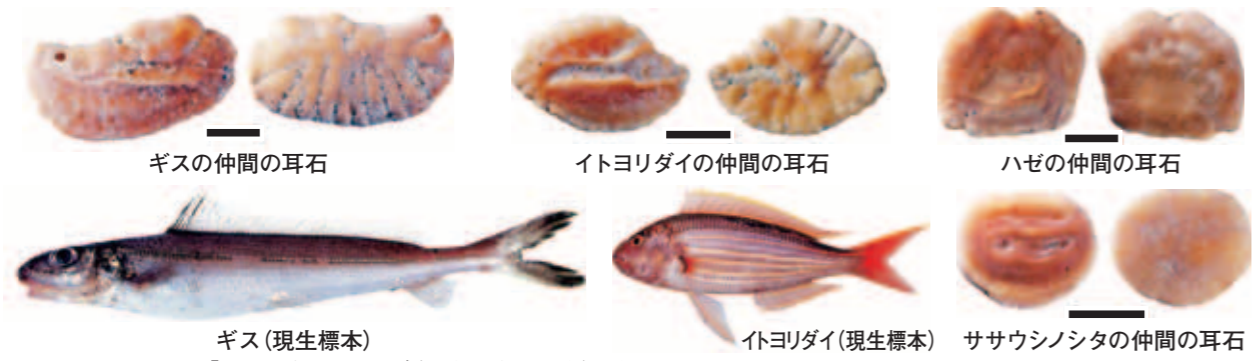 ギスの仲間の耳石
イトヨリダイの仲間の耳石
ハゼの仲間の耳石
ギス（現生標本）
イトヨリダイ（現生標本）
ササウシノシタの仲間の耳石